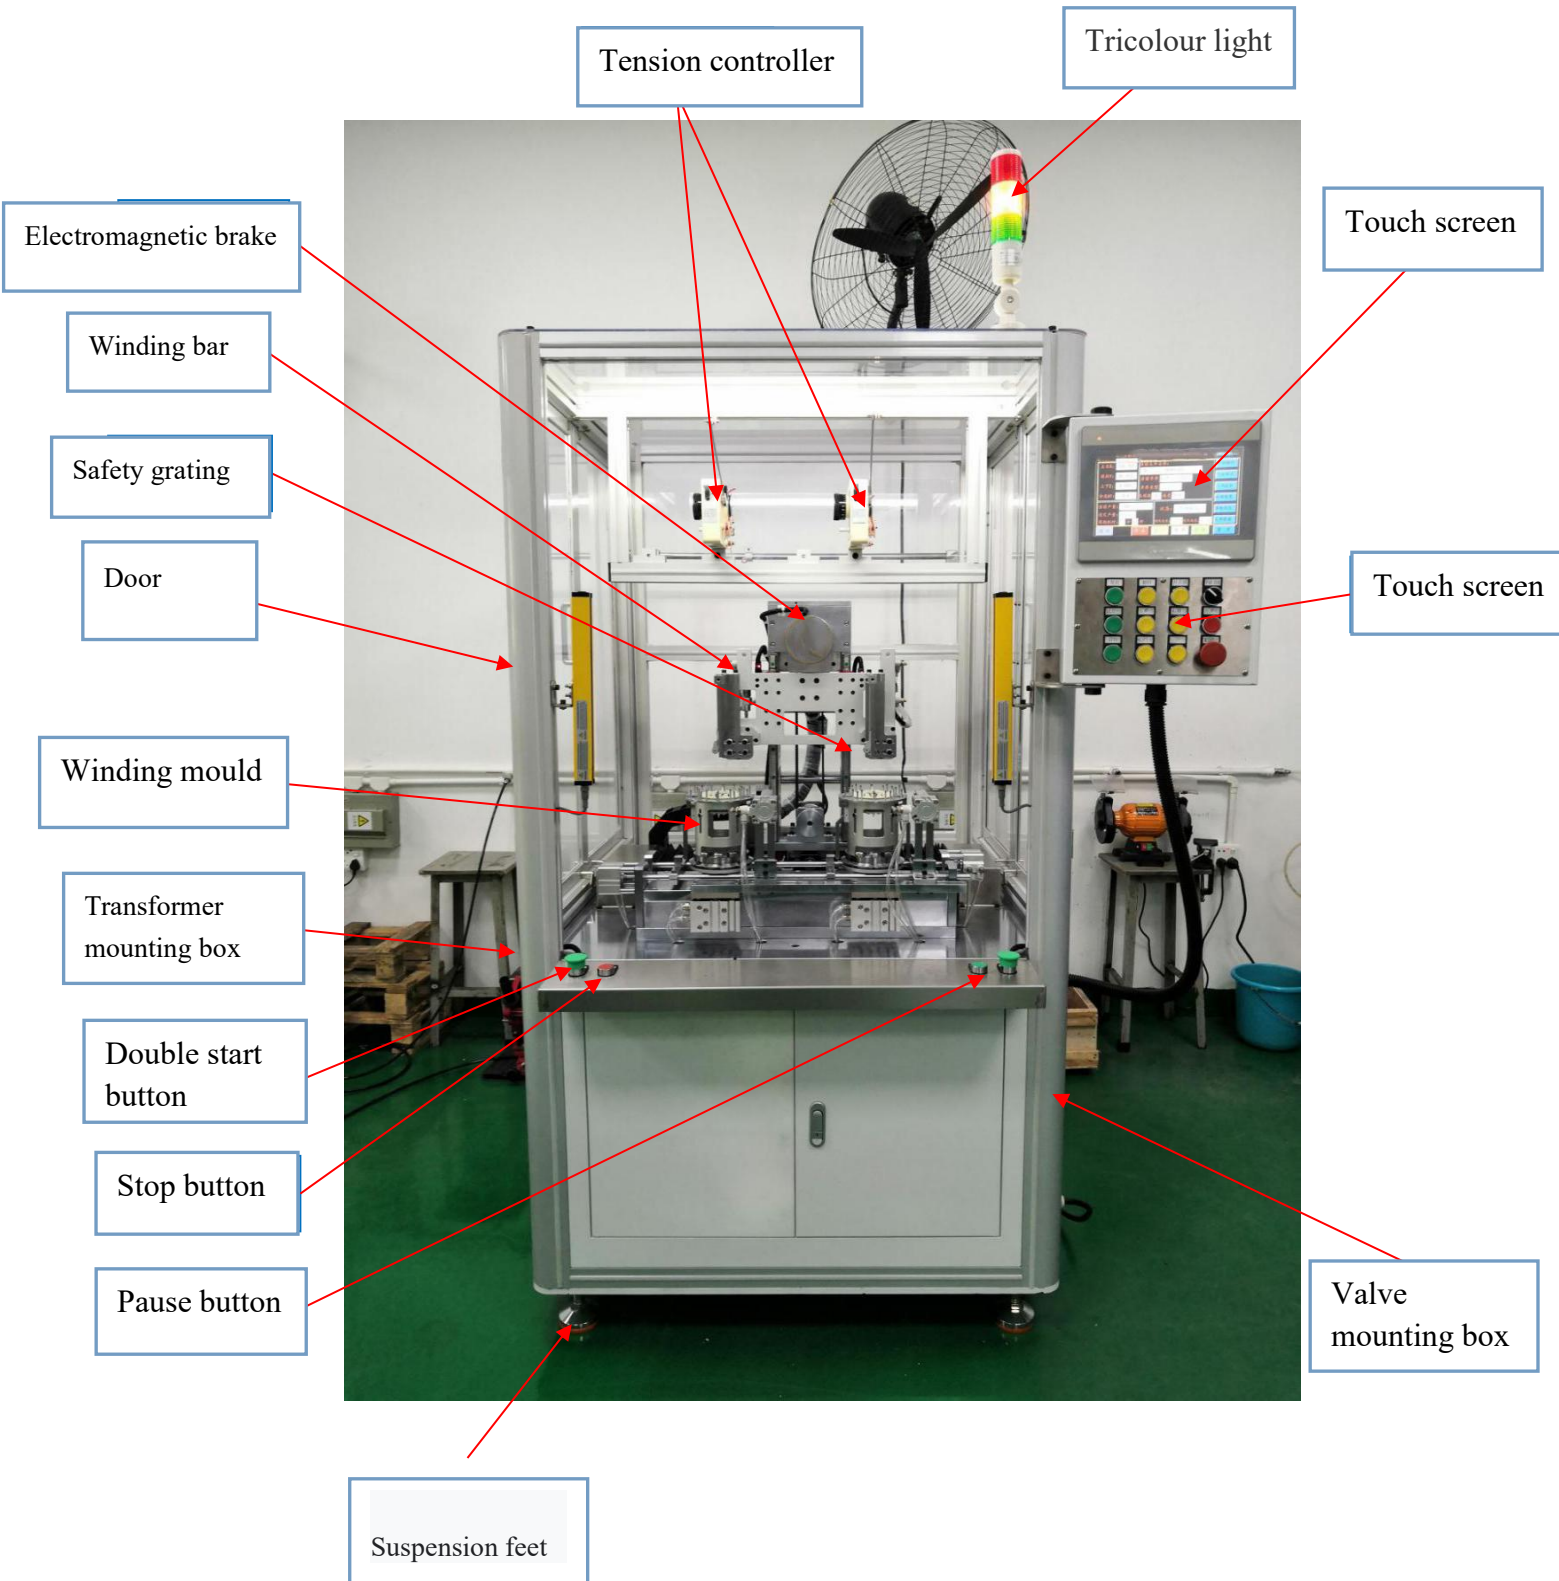 Tension controller
Tricolour light
Touch screen
Electromagnetic brake
Winding bar
Safety grating
Door
Touch screen
Winding mould
Transformer
mounting box
Double start
button
Stop button
Pause button
Valve
mounting box
Suspension feet